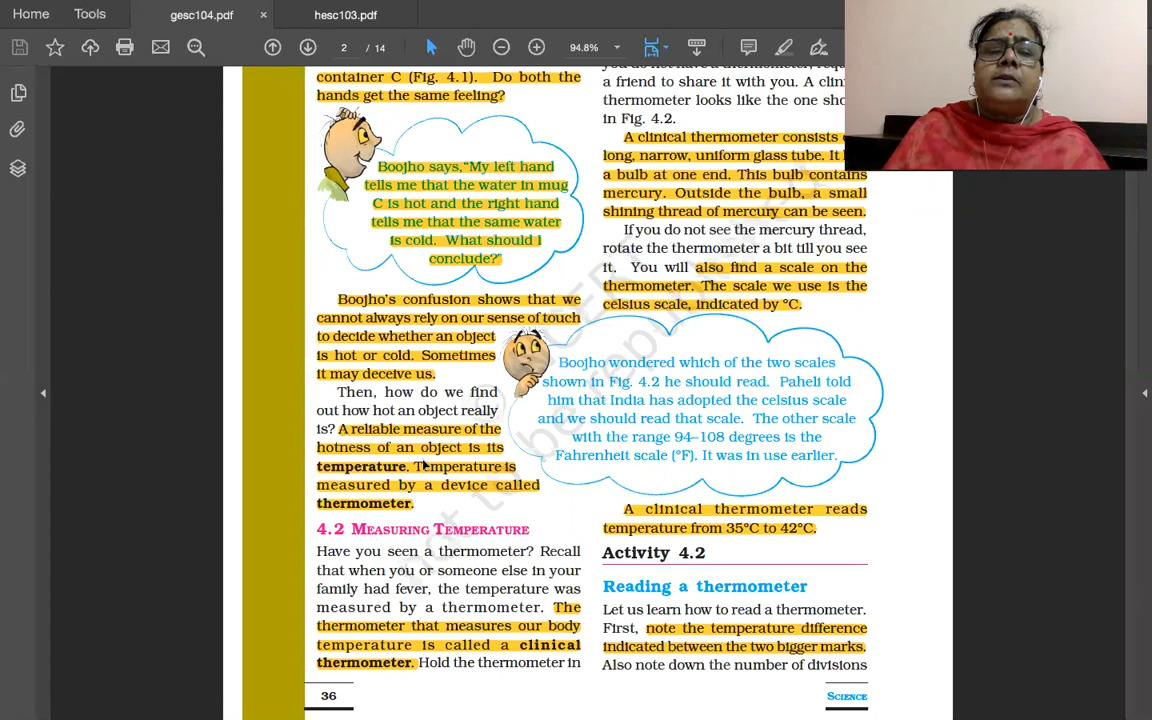 Home
Tools
gesc104.pdf
×
hesc103.pdf
2 / 14
94.8%
container C (Fig. 4.1). Do both the
hands get the same feeling?
Boojho says,"My left hand
tells me that the water in mug
C is hot and the right hand
tells me that the same water
is cold. What should I
conclude?"
Boojho's confusion shows that we
cannot always rely on our sense of touch
to decide whether an object
is hot or cold. Sometimes
it may deceive us.
Then, how do we find
out how hot an object really
is? A reliable measure of the
hotness of an object is its
temperature. Temperature is
measured by a device called
thermometer.
4.2 MEASURING TEMPERATURE
Have you seen a thermometer? Recall
that when you or someone else in your
family had fever, the temperature was
measured by a thermometer. The
thermometer that measures our body
temperature is called a clinical
thermometer. Hold the thermometer in
36
a friend to share it with you. A
thermometer looks like the one
in Fig. 4.2.
A clinical thermometer consists
long, narrow, uniform glass tube. It
a bulb at one end. This bulb contains
mercury. Outside the bulb, a small
shining thread of mercury can be seen.
If you do not see the mercury thread,
rotate the thermometer a bit till you see
it. You will also find a scale on the
thermometer. The scale we use is the
celsius scale, indicated by °C.
Boojho wondered which of the two scales
shown in Fig. 4.2 he should read. Paheli told
him that India has adopted the celsius scale
and we should read that scale. The other scale
with the range 94–108 degrees is the
Fahrenheit scale (°F). It was in use earlier.
A clinical thermometer reads
temperature from 35°C to 42°C.
Activity 4.2
Reading a thermometer
Let us learn how to read a thermometer.
First, note the temperature difference
indicated between the two bigger marks.
Also note down the number of divisions
SCIENCE